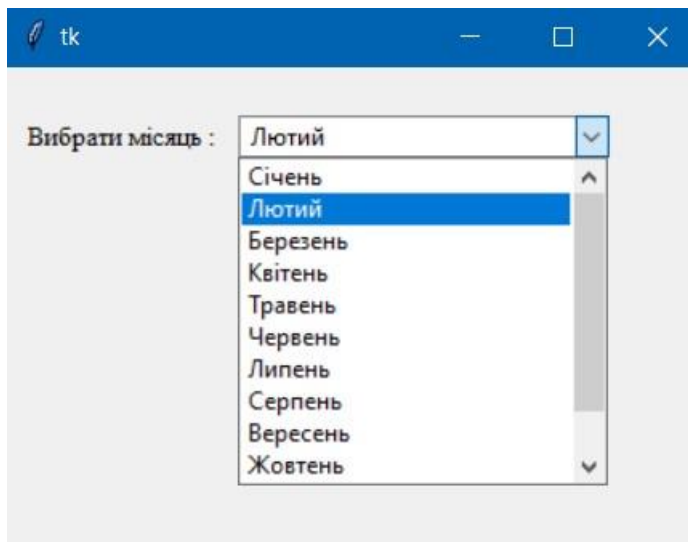 tk
Вибрати місяць : Лютий
Січень
Лютий
Березень
Квітень
Травень
Червень
Липень
Серпень
Вересень
Жовтень